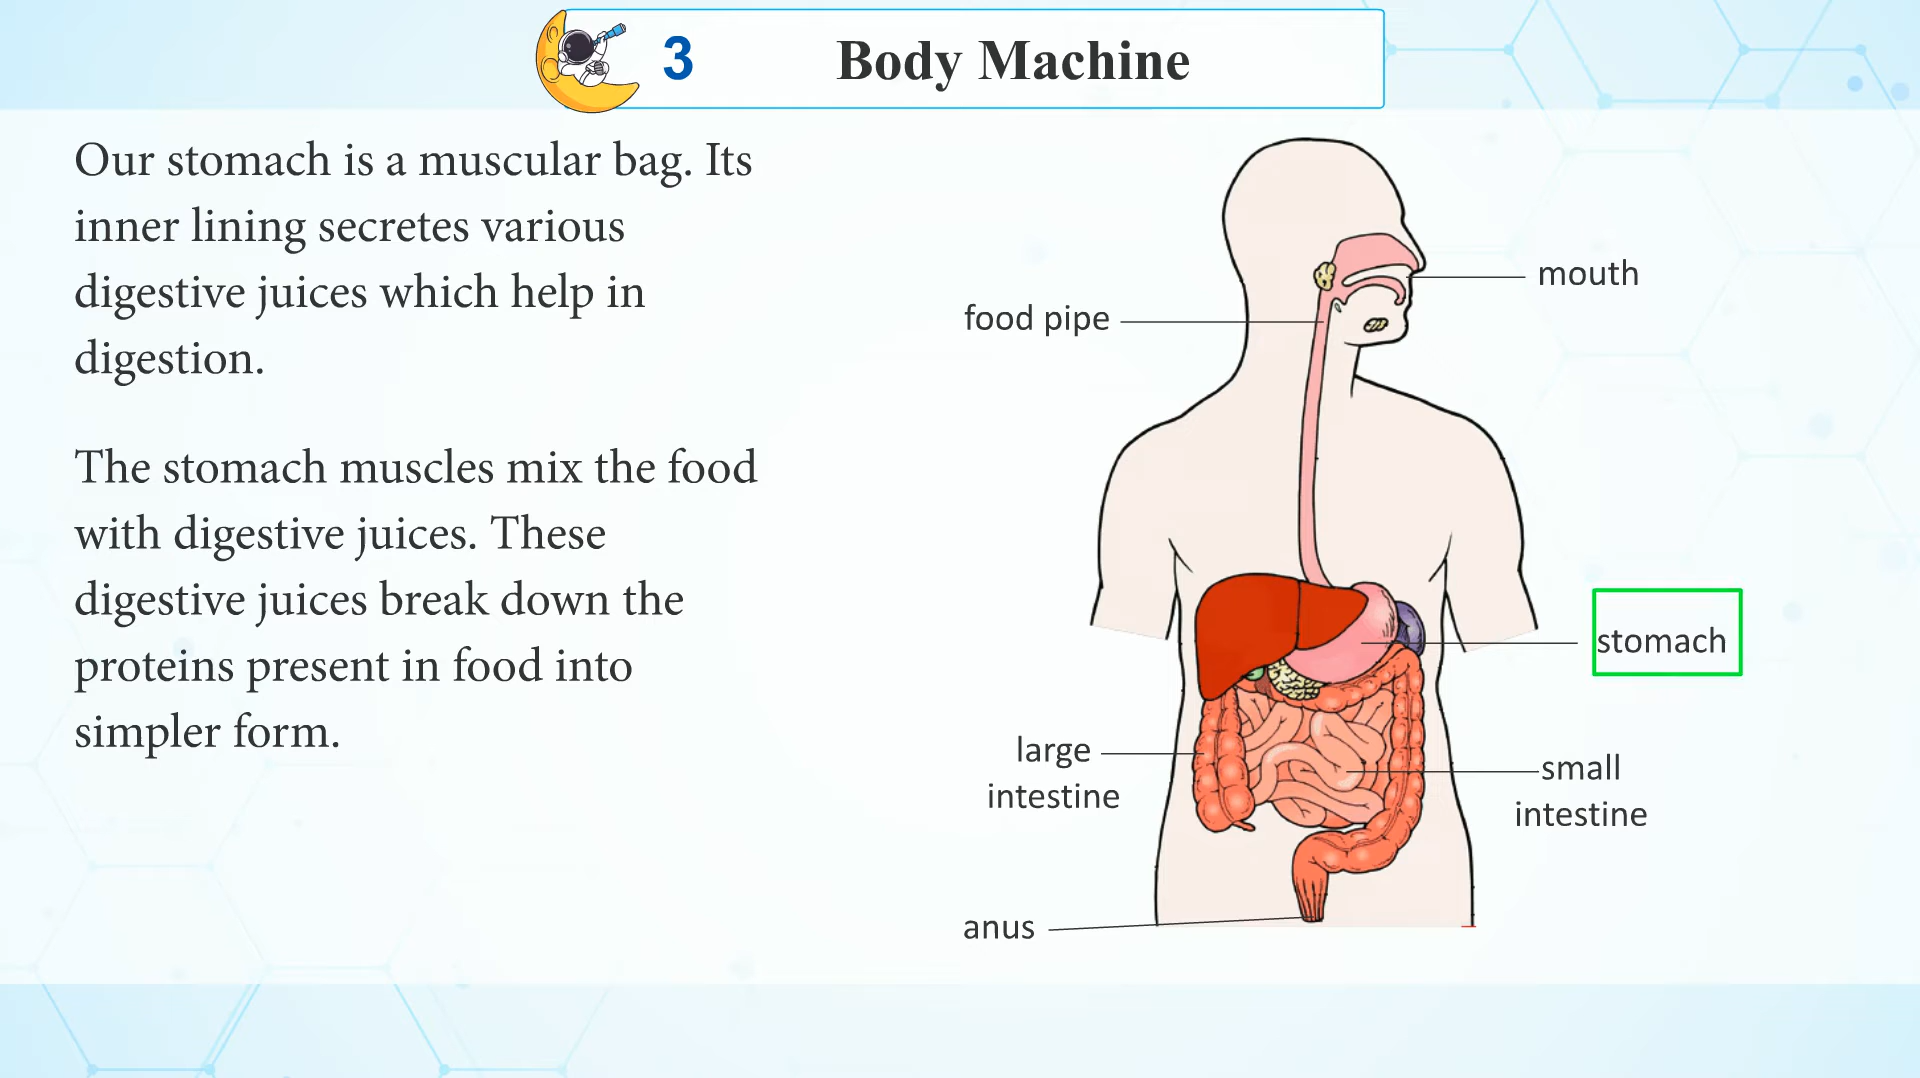 3 Body Machine
Our stomach is a muscular bag. Its
inner lining secretes various
digestive juices which help in
digestion.
The stomach muscles mix the food
with digestive juices. These
digestive juices break down the
proteins present in food into
simpler form.
mouth
food pipe
stomach
large
intestine
small
intestine
anus